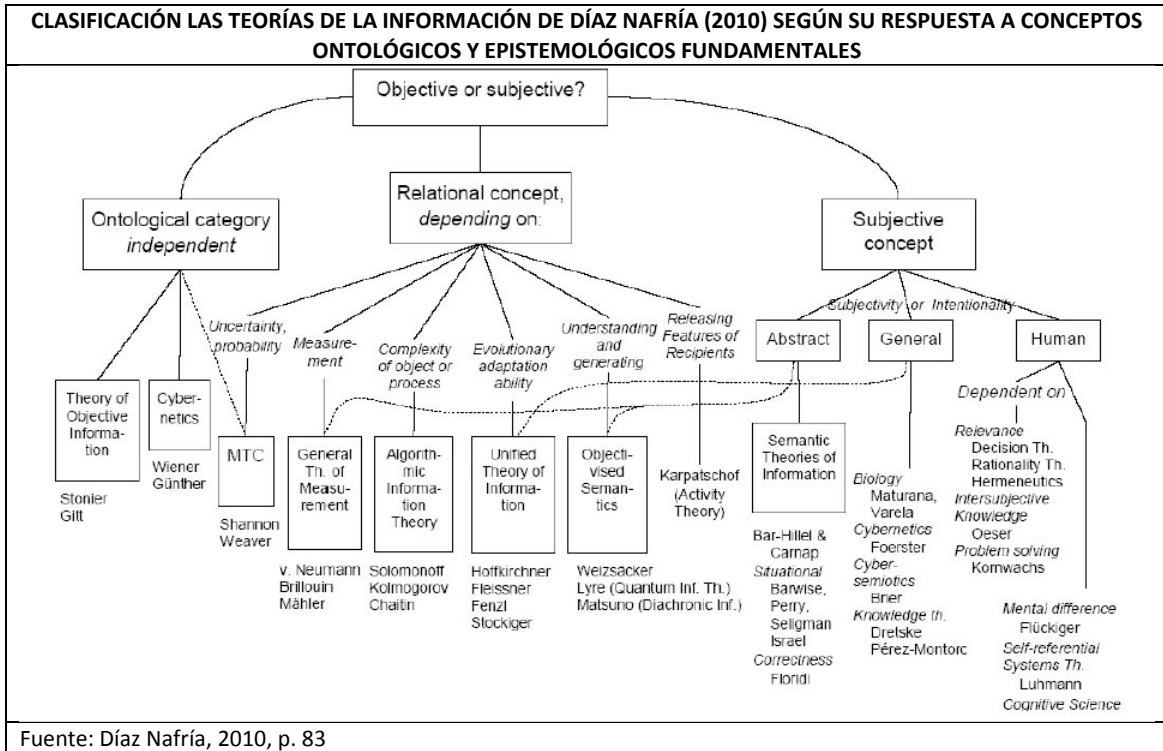 CLASIFICACIÓN LAS TEORÍAS DE LA INFORMACIÓN DE DÍAZ NAFRÍA (2010) SEGÚN SU RESPUESTA A CONCEPTOS
ONTOLÓGICOS Y EPISTEMOLÓGICOS FUNDAMENTALES
Objective or subjective?
Ontological category
independent
Relational concept,
depending on:
Subjective
concept
Subjectivity or Intentionality
Uncertainty,
probability
Measure-
ment
Complexity
of object or
process
Evolutionary
adaptation
ability
Understanding
and
generating
Releasing
Features of
Recipients
Abstract
General
Human
Theory of
Objective
Informa-
tion
Stonier
Gitt
Cyber-
netics
Wiener
Günther
MTC
Shannon
Weaver
General
Th. of
Measu-
rement
v. Neumann
Brillouin
Mähler
Algorith-
mic
Information
Theory
Solomonoff
Kolmogorov
Chaitin
Unified
Theory of
Information
Hoffkirchner
Fleissner
Fenzl
Stockiger
Objecti-
vised
Seman-
tics
Weizsäcker
Lyre (Quantum Inf. Th.)
Matsuno (Diachronic Inf.)
Karpatschof
(Activity
Theory)
Semantic
Theories of
Information
Bar-Hillel &
Carnap
Situational
Barwise,
Perry,
Seligman
Israel
Correctness
Floridi
Biology
Maturana,
Varela
Cybernetics
Foerster
Cyber-
semiotics
Brier
Knowledge th.
Dretske
Pérez-Montorc
Dependent on
Relevance
Decision Th.
Rationality Th.
Hermeneutics
Intersubjective
Knowledge
Oeser
Problem solving
Kornwachs
Mental difference
Flückiger
Self-referential
Systems Th.
Luhmann
Cognitive Science
Fuente: Díaz Nafría, 2010, p. 83